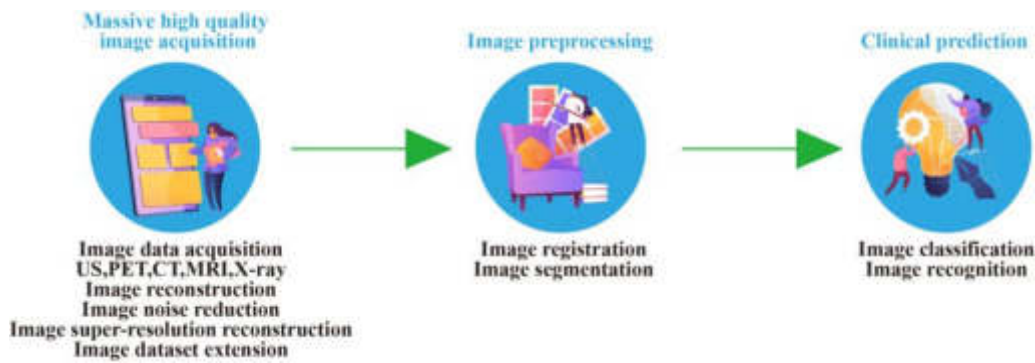 Massive high quality
image acquisition
Image data acquisition
US,PET,CT,MRI,X-ray
Image reconstruction
Image noise reduction
Image super-resolution reconstruction
Image dataset extension
Image preprocessing
Image registration
Image segmentation
Clinical prediction
Image classification
Image recognition